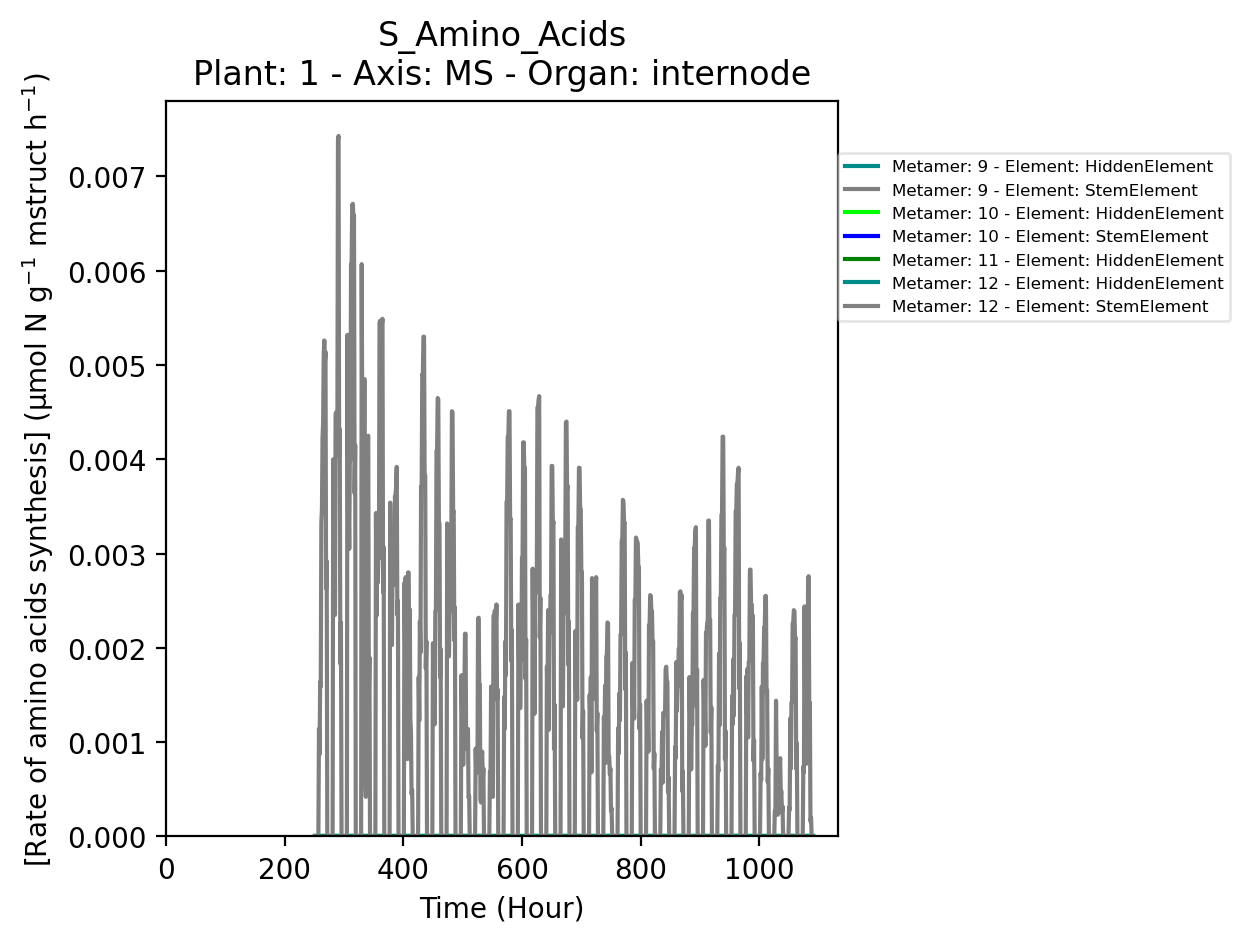 S_Amino_Acids
Plant: 1 - Axis: MS - Organ: internode
[Rate of amino acids synthesis] (µmol N g⁻¹ mstruct h⁻¹)
0.007
0.006
0.005
0.004
0.003
0.002
0.001
0.000
0 200 400 600 800 1000
Time (Hour)
Metamer: 9 - Element: HiddenElement
Metamer: 9 - Element: StemElement
Metamer: 10 - Element: HiddenElement
Metamer: 10 - Element: StemElement
Metamer: 11 - Element: HiddenElement
Metamer: 12 - Element: HiddenElement
Metamer: 12 - Element: StemElement